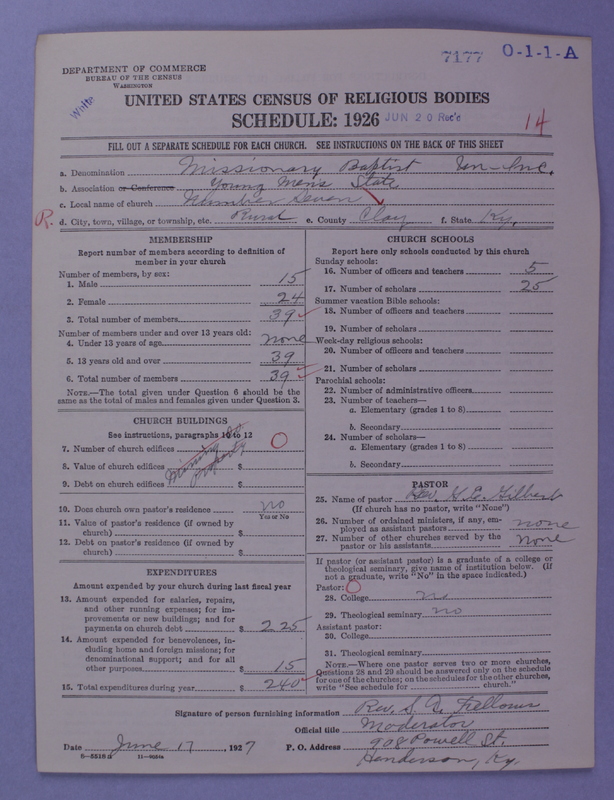 7177 O-1-1-A
DEPARTMENT OF COMMERCE
BUREAU OF THE CENSUS
WASHINGTON
White
UNITED STATES CENSUS OF RELIGIOUS BODIES
SCHEDULE: 1926 JUN 20 Rec'd
14
FILL OUT A SEPARATE SCHEDULE FOR EACH CHURCH. SEE INSTRUCTIONS ON THE BACK OF THIS SHEET
a. Denomination Missionary Baptist Un-Inc.
b. Association or Conference Young Men's State
c. Local name of church Number Seven
R. d. City, town, village, or township, etc. Rural e. County Clay f. State Ky.
MEMBERSHIP
Report number of members according to definition of
member in your church
Number of members, by sex:
1. Male 15
2. Female 24
3. Total number of members 39
Number of members under and over 13 years old:
4. Under 13 years of age none
5. 13 years old and over 39
6. Total number of members 39
NOTE.—The total given under Question 6 should be the
same as the total of males and females given under Question 3.
CHURCH BUILDINGS
See instructions, paragraphs 10 to 12
7. Number of church edifices O
8. Value of church edifices $
9. Debt on church edifices $
10. Does church own pastor's residence no
Yes or No
11. Value of pastor's residence (if owned by
church) $
12. Debt on pastor's residence (if owned by
church) $
EXPENDITURES
Amount expended by your church during last fiscal year
13. Amount expended for salaries, repairs,
and other running expenses; for im-
provements or new buildings; and for
payments on church debt $ 225
14. Amount expended for benevolences, in-
cluding home and foreign missions; for
denominational support; and for all
other purposes $ 15
15. Total expenditures during year $ 240
CHURCH SCHOOLS
Report here only schools conducted by this church
Sunday schools:
16. Number of officers and teachers 5
17. Number of scholars 25
Summer vacation Bible schools:
18. Number of officers and teachers
19. Number of scholars
Week-day religious schools:
20. Number of officers and teachers
21. Number of scholars
Parochial schools:
22. Number of administrative officers
23. Number of teachers—
a. Elementary (grades 1 to 8)
b. Secondary
24. Number of scholars—
a. Elementary (grades 1 to 8)
b. Secondary
PASTOR
25. Name of pastor Rev. Gilbert
(If church has no pastor, write "None")
26. Number of ordained ministers, if any, em-
ployed as assistant pastors none
27. Number of other churches served by the
pastor or his assistants none
If pastor (or assistant pastor) is a graduate of a college or
theological seminary, give name of institution below. (If
not a graduate, write "No" in the space indicated.)
Pastor: O
28. College no
29. Theological seminary no
Assistant pastor:
30. College
31. Theological seminary
NOTE.—Where one pastor serves two or more churches,
Questions 28 and 29 should be answered only on the schedule
for one of the churches; on the schedules for the other churches,
write "See schedule for church."
Signature of person furnishing information Rev. Fellows
Official title Moderator
Date June 17, 1927 P. O. Address 908 Powell St.
Henderson, Ky.